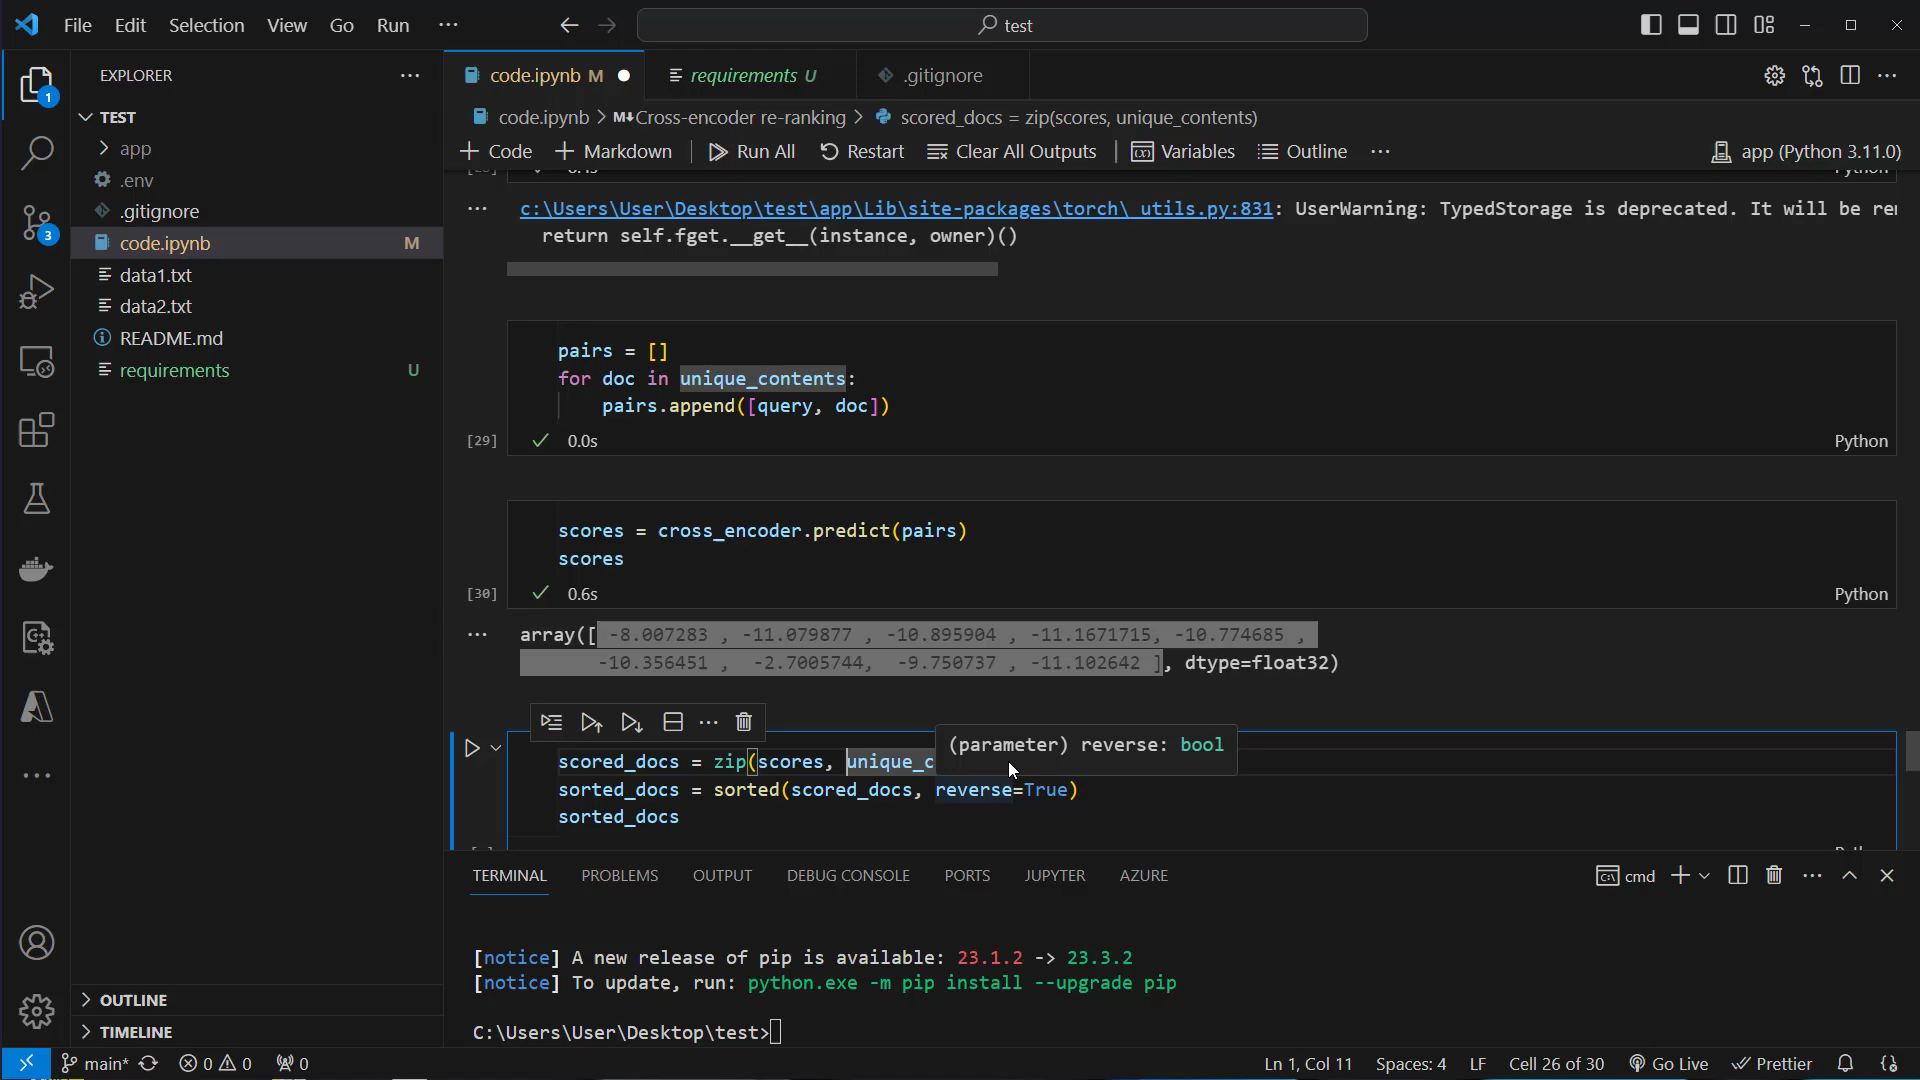 File Edit Selection View Go Run ···
test
EXPLORER ···
TEST
app
.env
.gitignore
code.ipynb M
data1.txt
data2.txt
README.md
requirements U
OUTLINE
TIMELINE
1
3
code.ipynb M
requirements U
.gitignore
code.ipynb > M↓Cross-encoder re-ranking > scored_docs = zip(scores, unique_contents)
+ Code + Markdown Run All Restart Clear All Outputs Variables Outline ··· app (Python 3.11.0)
c:\Users\User\Desktop\test\app\Lib\site-packages\torch\_utils.py:831: UserWarning: TypedStorage is deprecated. It will be
return self.fget.__get__(instance, owner)()
pairs = []
for doc in unique_contents:
pairs.append([query, doc])
[29] 0.0s Python
scores = cross_encoder.predict(pairs)
scores
[30] 0.6s Python
array([ -8.007283 , -11.079877 , -10.895904 , -11.1671715, -10.774685 ,
-10.356451 , -2.7005744, -9.750737 , -11.102642 ], dtype=float32)
(parameter) reverse: bool
scored_docs = zip(scores, unique_c
sorted_docs = sorted(scored_docs, reverse=True)
sorted_docs
TERMINAL PROBLEMS OUTPUT DEBUG CONSOLE PORTS JUPYTER AZURE
cmd
[notice] A new release of pip is available: 23.1.2 -> 23.3.2
[notice] To update, run: python.exe -m pip install --upgrade pip
C:\Users\User\Desktop\test>
main* 0 0 0
Ln 1, Col 11 Spaces: 4 LF Cell 26 of 30 Go Live Prettier